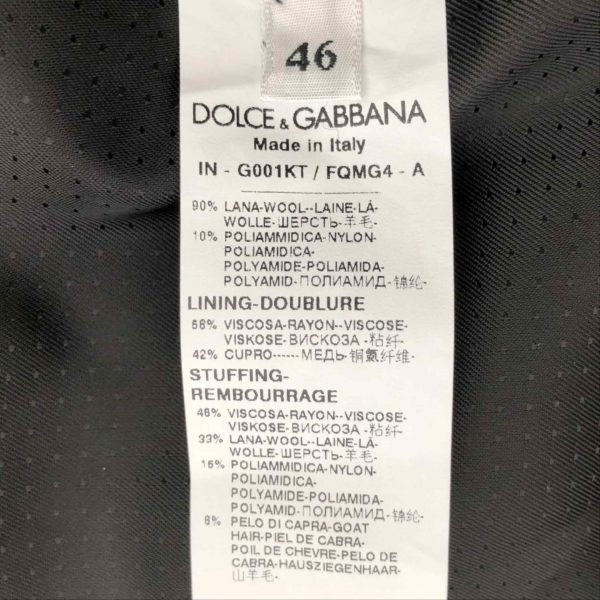 46
DOLCE & GABBANA
Made in Italy
IN - G001KT / FQMG4 - A
90% LANA-WOOL--LAINE-LÀ-
WOLLE-ШЕРСТЬ-羊毛-
10% POLIAMMIDICA-NYLON-
POLIAMIDICA-
POLYAMIDE-POLIAMIDA-
POLYAMID-ПОЛИАМИД-锦纶-
LINING-DOUBLURE
58% VISCOSA-RAYON--VISCOSE-
VISKOSE-ВИСКОЗА-粘纤-
42% CUPRO------МЕДЬ-铜氨纤维-
STUFFING-
REMBOURRAGE
46% VISCOSA-RAYON--VISCOSE-
VISKOSE-ВИСКОЗА-粘纤-
33% LANA-WOOL--LAINE-LÀ-
WOLLE-ШЕРСТЬ-羊毛-
15% POLIAMMIDICA-NYLON-
POLIAMIDICA-
POLYAMIDE-POLIAMIDA-
POLYAMID-ПОЛИАМИД-锦纶-
6% PELO DI CAPRA-GOAT
HAIR-PIEL DE CABRA-
POIL DE CHEVRE-PELO DE
CABRA-HAUSZIEGENHAAR-
山羊毛-